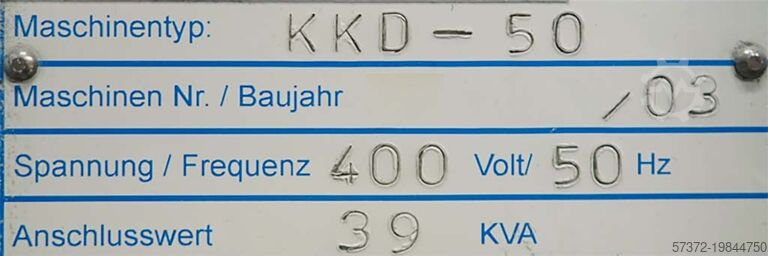 Maschinentyp: KKD-50
Maschinen Nr. / Baujahr /03
Spannung / Frequenz 400 Volt/ 50 Hz
Anschlusswert 39 KVA
57372-19844750